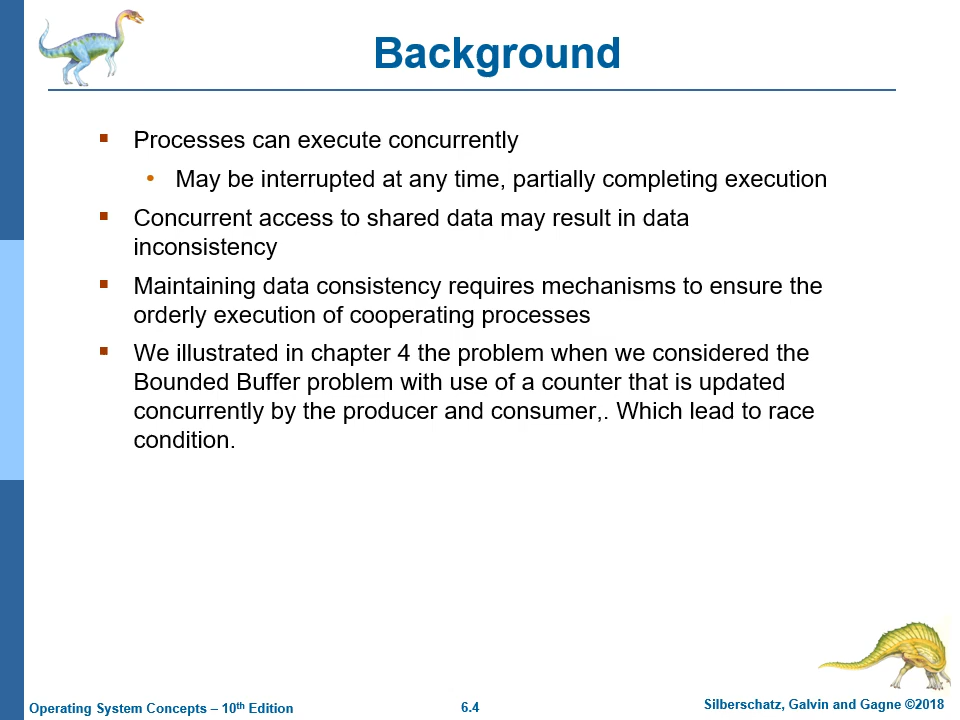 Background
▪ Processes can execute concurrently
• May be interrupted at any time, partially completing execution
▪ Concurrent access to shared data may result in data
inconsistency
▪ Maintaining data consistency requires mechanisms to ensure the
orderly execution of cooperating processes
▪ We illustrated in chapter 4 the problem when we considered the
Bounded Buffer problem with use of a counter that is updated
concurrently by the producer and consumer,. Which lead to race
condition.
Operating System Concepts – 10th Edition
6.4
Silberschatz, Galvin and Gagne ©2018